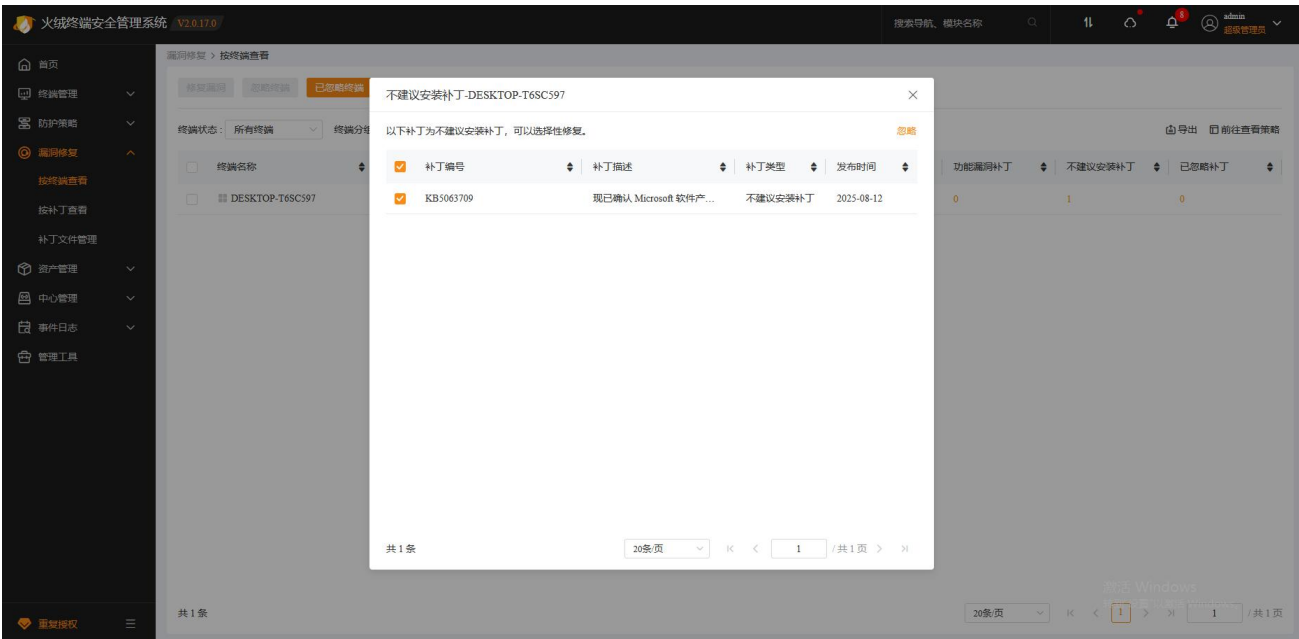 火绒终端安全管理系统 V2.0.17.0
搜索导航、模块名称
8
admin
超级管理员
首页
终端管理
防护策略
漏洞修复
按终端查看
按补丁查看
补丁文件管理
资产管理
中心管理
事件日志
管理工具
重复授权
漏洞修复 > 按终端查看
修复漏洞 忽略终端 已忽略终端
终端状态: 所有终端 终端分组
导出 前往查看策略
终端名称 功能漏洞补丁 不建议安装补丁 已忽略补丁
DESKTOP-T6SC597 0 1 0
不建议安装补丁-DESKTOP-T6SC597
以下补丁为不建议安装补丁，可以选择性修复。 忽略
补丁编号 补丁描述 补丁类型 发布时间
KB5063709 现已确认 Microsoft 软件产... 不建议安装补丁 2025-08-12
共 1 条 20条/页 1 / 共 1 页
激活 Windows
共 1 条 20条/页 1 1 / 共 1 页